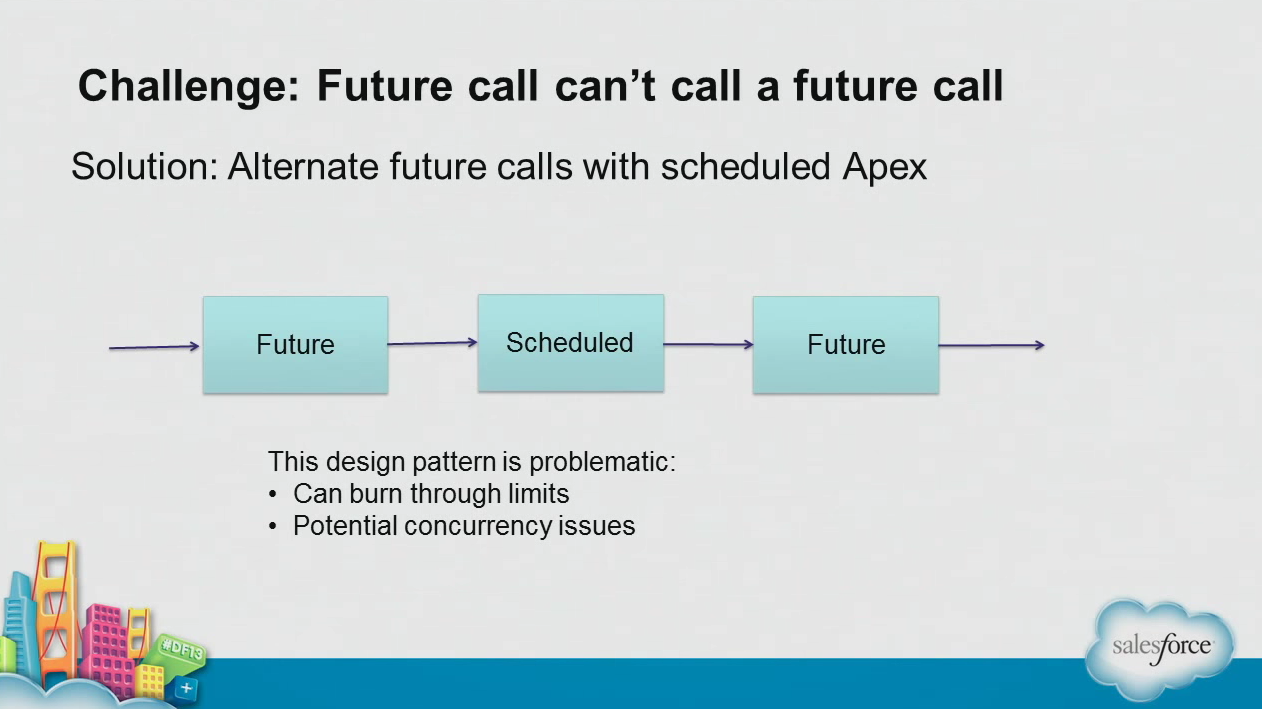 Challenge: Future call can’t call a future call
Solution: Alternate future calls with scheduled Apex
Future
Scheduled
Future
This design pattern is problematic:
• Can burn through limits
• Potential concurrency issues
#DF13
+
salesforce